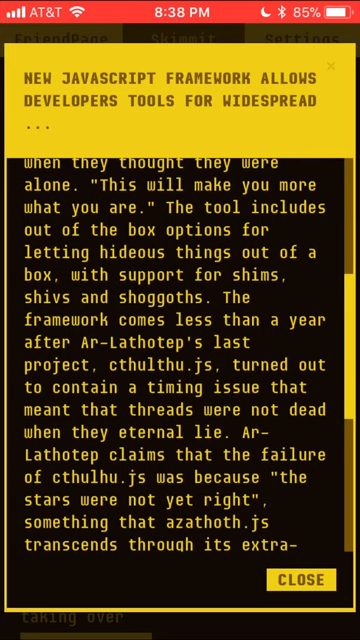 AT&T 8:38 PM 85%
FriendPage Skimmit Settings
×
NEW JAVASCRIPT FRAMEWORK ALLOWS
DEVELOPERS TOOLS FOR WIDESPREAD
...
when they thought they were
alone. "This will make you more
what you are." The tool includes
out of the box options for
letting hideous things out of a
box, with support for shims,
shivs and shoggoths. The
framework comes less than a year
after Ar-Lathotep's last
project, cthulhu.js, turned out
to contain a timing issue that
meant that threads were not dead
when they eternal lie. Ar-
Lathotep claims that the failure
of cthulhu.js was because "the
stars were not yet right",
something that azathoth.js
transcends through its extra-
CLOSE
taking over